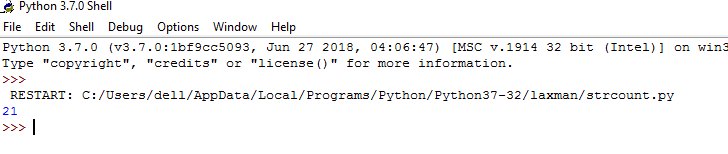 Python 3.7.0 Shell
File Edit Shell Debug Options Window Help
Python 3.7.0 (v3.7.0:1bf9cc5093, Jun 27 2018, 04:06:47) [MSC v.1914 32 bit (Intel)] on win3
Type "copyright", "credits" or "license()" for more information.
>>>
RESTART: C:/Users/dell/AppData/Local/Programs/Python/Python37-32/laxman/strcount.py
21
>>>